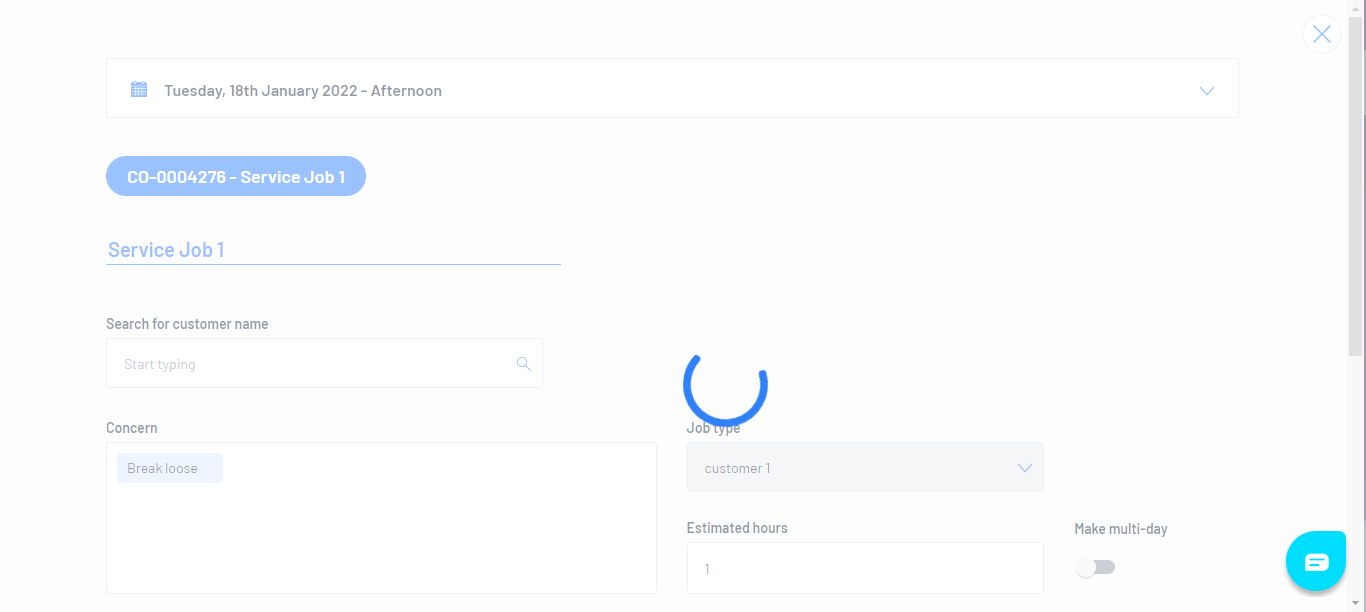 Tuesday, 18th January 2022 - Afternoon
CO-0004276 - Service Job 1
Service Job 1
Search for customer name
Start typing
Concern
Job type
Break loose
customer 1
Estimated hours
Make multi-day
1